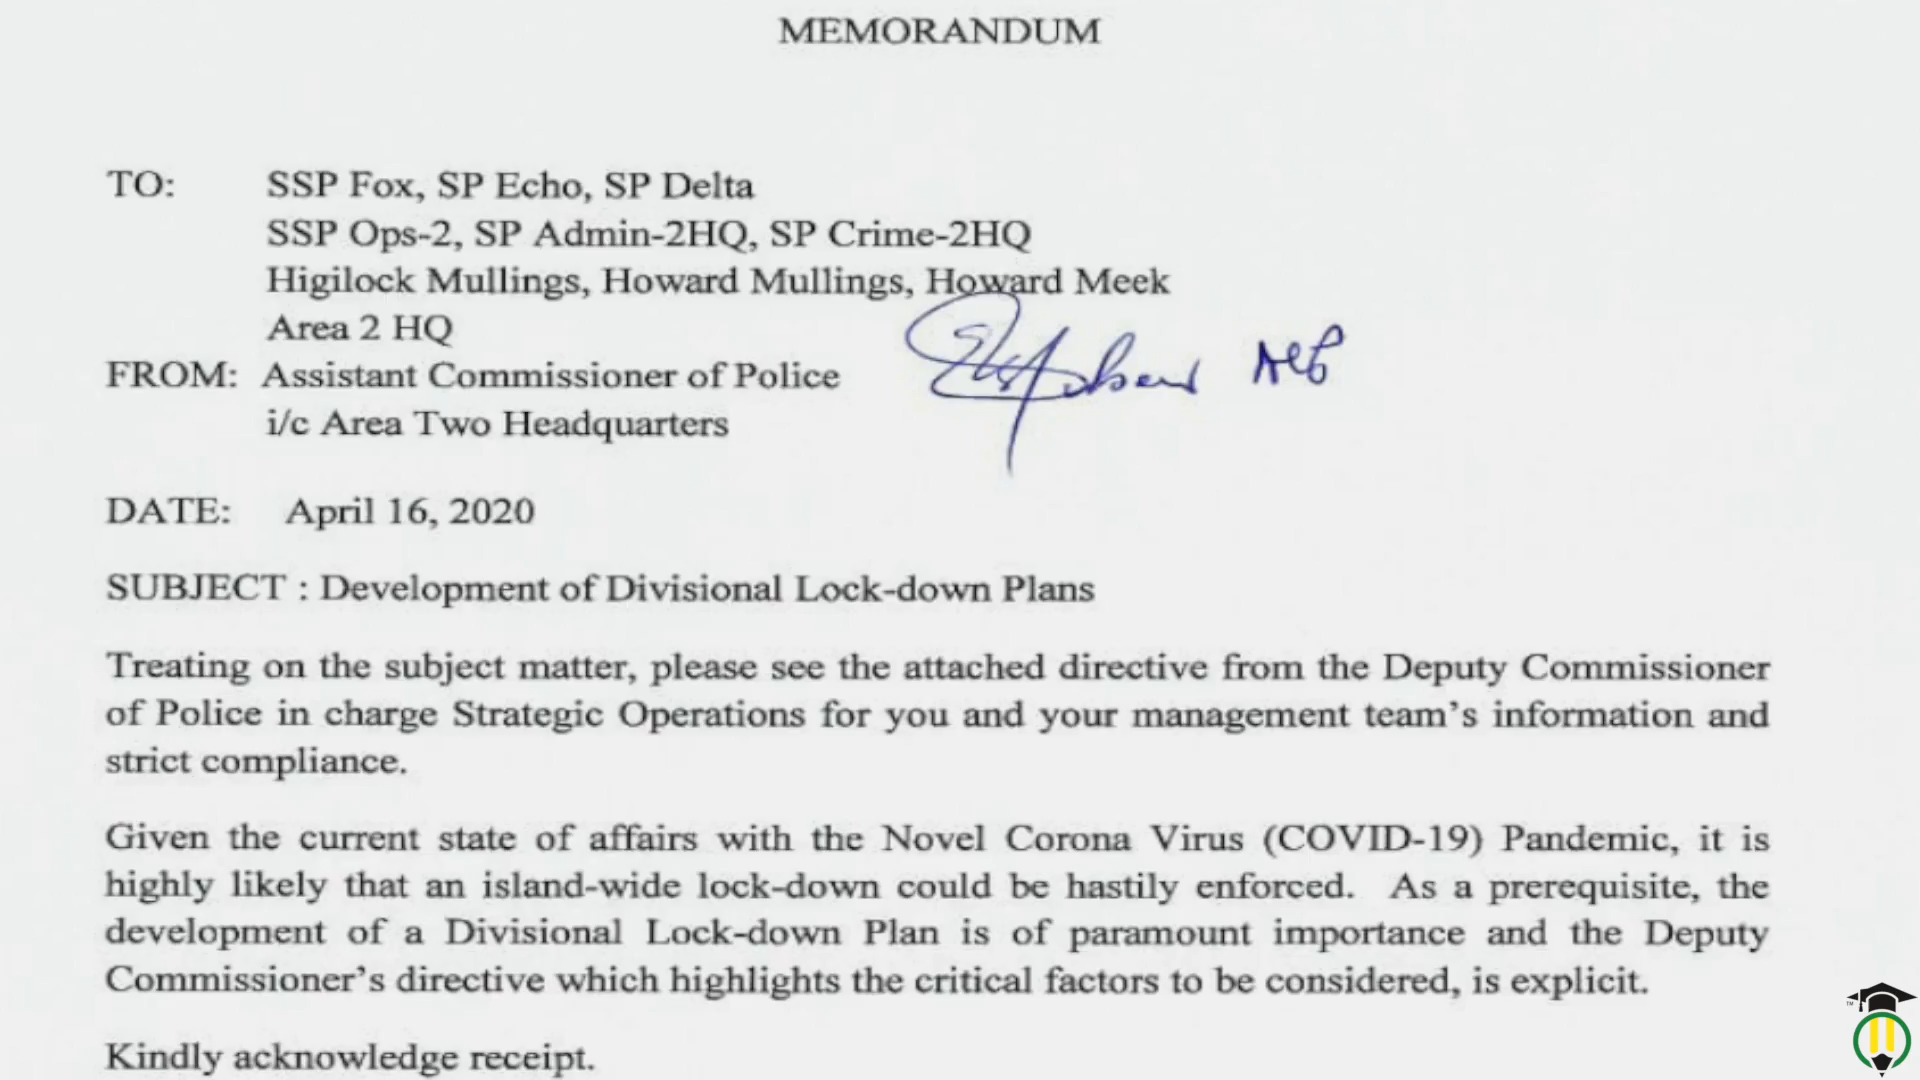 MEMORANDUM
TO: SSP Fox, SP Echo, SP Delta
SSP Ops-2, SP Admin-2HQ, SP Crime-2HQ
Higilock Mullings, Howard Mullings, Howard Meek
Area 2 HQ
FROM: Assistant Commissioner of Police
i/c Area Two Headquarters
DATE: April 16, 2020
SUBJECT : Development of Divisional Lock-down Plans
Treating on the subject matter, please see the attached directive from the Deputy Commissioner
of Police in charge Strategic Operations for you and your management team’s information and
strict compliance.
Given the current state of affairs with the Novel Corona Virus (COVID-19) Pandemic, it is
highly likely that an island-wide lock-down could be hastily enforced. As a prerequisite, the
development of a Divisional Lock-down Plan is of paramount importance and the Deputy
Commissioner’s directive which highlights the critical factors to be considered, is explicit.
Kindly acknowledge receipt.